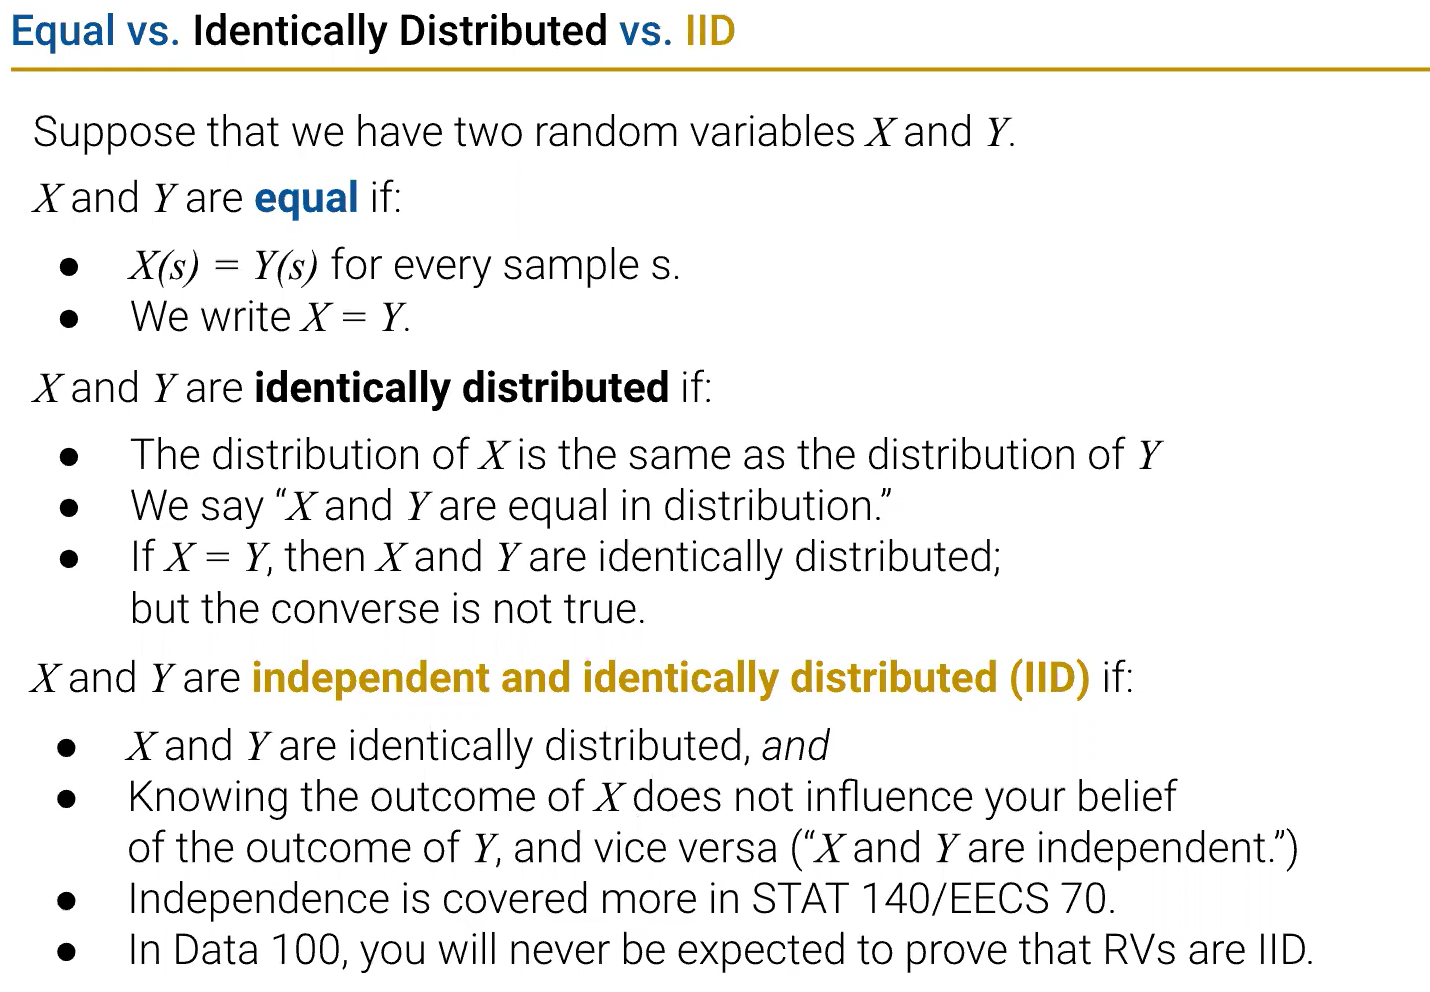 Equal vs. Identically Distributed vs. IID
Suppose that we have two random variables X and Y.
X and Y are equal if:
● X(s) = Y(s) for every sample s.
● We write X = Y.
X and Y are identically distributed if:
● The distribution of X is the same as the distribution of Y
● We say “X and Y are equal in distribution.”
● If X = Y, then X and Y are identically distributed;
but the converse is not true.
X and Y are independent and identically distributed (IID) if:
● X and Y are identically distributed, and
● Knowing the outcome of X does not influence your belief
of the outcome of Y, and vice versa (“X and Y are independent.”)
● Independence is covered more in STAT 140/EECS 70.
● In Data 100, you will never be expected to prove that RVs are IID.